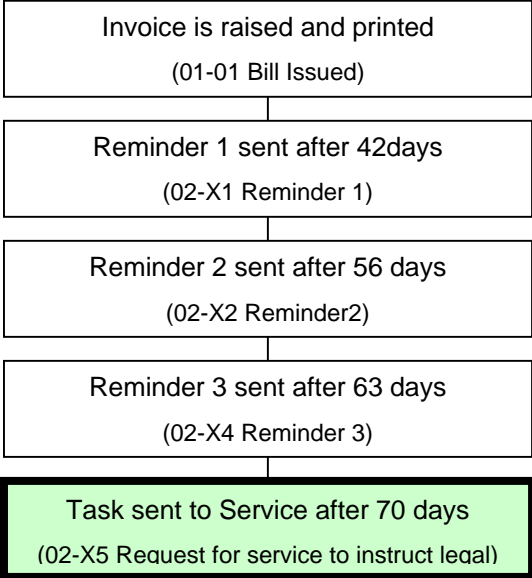 Invoice is raised and printed
(01-01 Bill Issued)
Reminder 1 sent after 42days
(02-X1 Reminder 1)
Reminder 2 sent after 56 days
(02-X2 Reminder2)
Reminder 3 sent after 63 days
(02-X4 Reminder 3)
Task sent to Service after 70 days
(02-X5 Request for service to instruct legal)